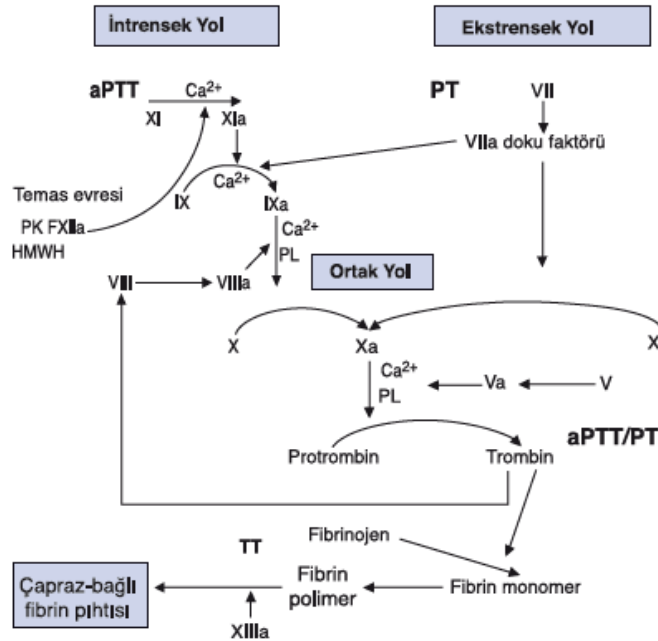 İntrensek Yol
Ekstrensek Yol
aPTT
Ca2+
XI
XIa
PT
VII
VIIa doku faktörü
Ca2+
IX
IXa
Temas evresi
PK FXIIa
HMWH
Ca2+
PL
Ortak Yol
VIII
VIIIa
X
Xa
X
Ca2+
PL
Va
V
aPTT/PT
Protrombin
Trombin
Fibrinojen
TT
Çapraz-bağlı
fibrin pıhtısı
Fibrin
polimer
Fibrin monomer
XIIIa